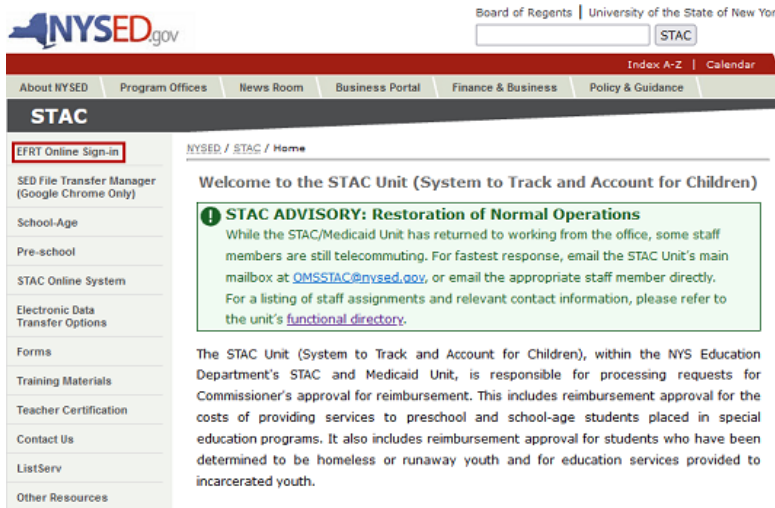 Board of Regents | University of the State of New Yor
NYSED.gov
STAC
Index A-Z | Calendar
About NYSED Program Offices News Room Business Portal Finance & Business Policy & Guidance
STAC
EFRT Online Sign-in
SED File Transfer Manager
(Google Chrome Only)
School-Age
Pre-school
STAC Online System
Electronic Data
Transfer Options
Forms
Training Materials
Teacher Certification
Contact Us
ListServ
Other Resources
NYSED / STAC / Home
Welcome to the STAC Unit (System to Track and Account for Children)
STAC ADVISORY: Restoration of Normal Operations
While the STAC/Medicaid Unit has returned to working from the office, some staff
members are still telecommuting. For fastest response, email the STAC Unit's main
mailbox at OMSSTAC@nysed.gov, or email the appropriate staff member directly.
For a listing of staff assignments and relevant contact information, please refer to
the unit's functional directory.
The STAC Unit (System to Track and Account for Children), within the NYS Education
Department's STAC and Medicaid Unit, is responsible for processing requests for
Commissioner's approval for reimbursement. This includes reimbursement approval for the
costs of providing services to preschool and school-age students placed in special
education programs. It also includes reimbursement approval for students who have been
determined to be homeless or runaway youth and for education services provided to
incarcerated youth.